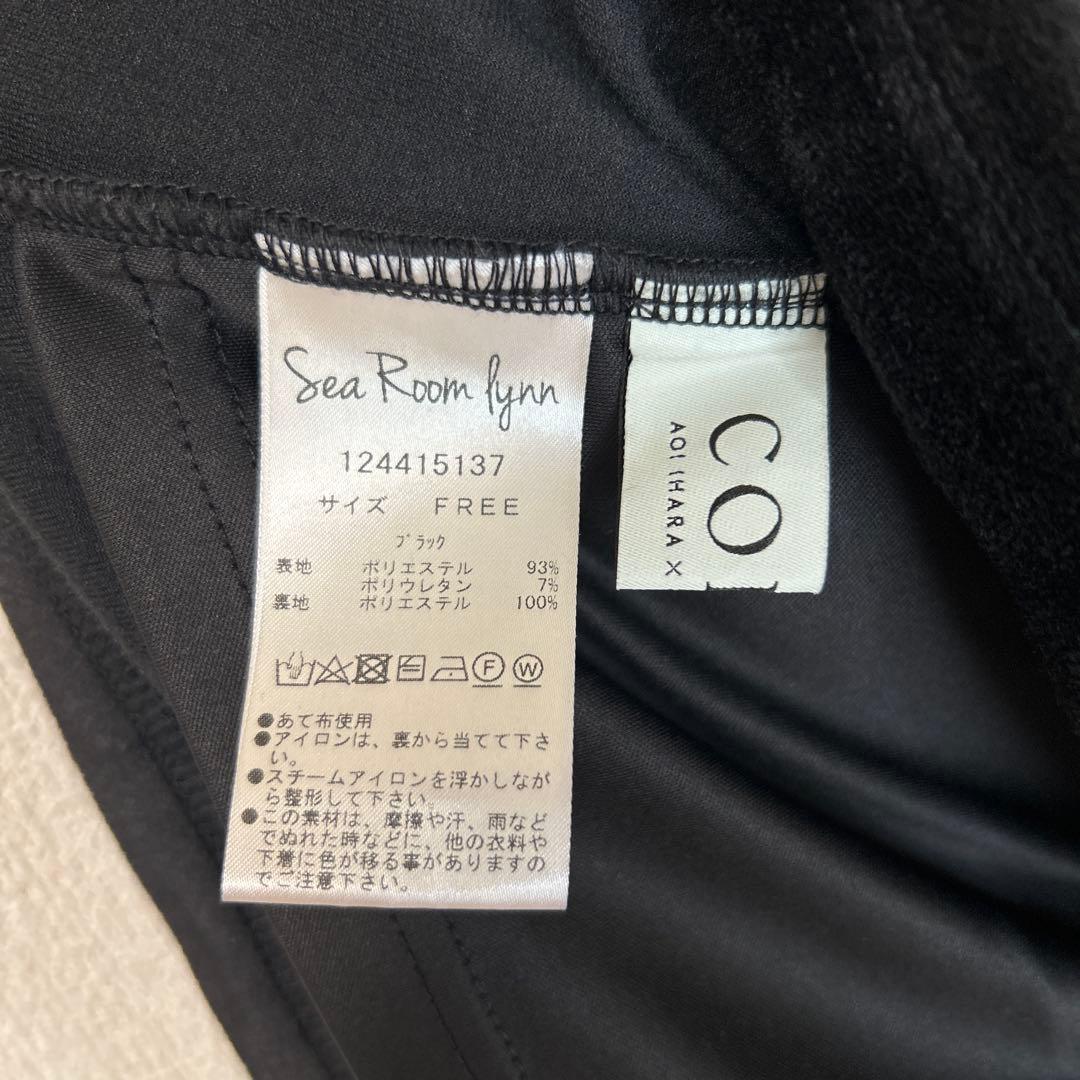 Sea Room lynn
124415137
サイズ FREE
ブラック
表地 ポリエステル 93%
ポリウレタン 7%
裏地 ポリエステル 100%
F W
●あて布使用
●アイロンは、裏から当てて下さ
い。
●スチームアイロンを浮かしなが
ら整形して下さい。
●この素材は、摩擦や汗、雨など
でぬれた時などに、他の衣料や
下着に色が移る事がありますの
でご注意下さい。
CO
AOI IHARA X